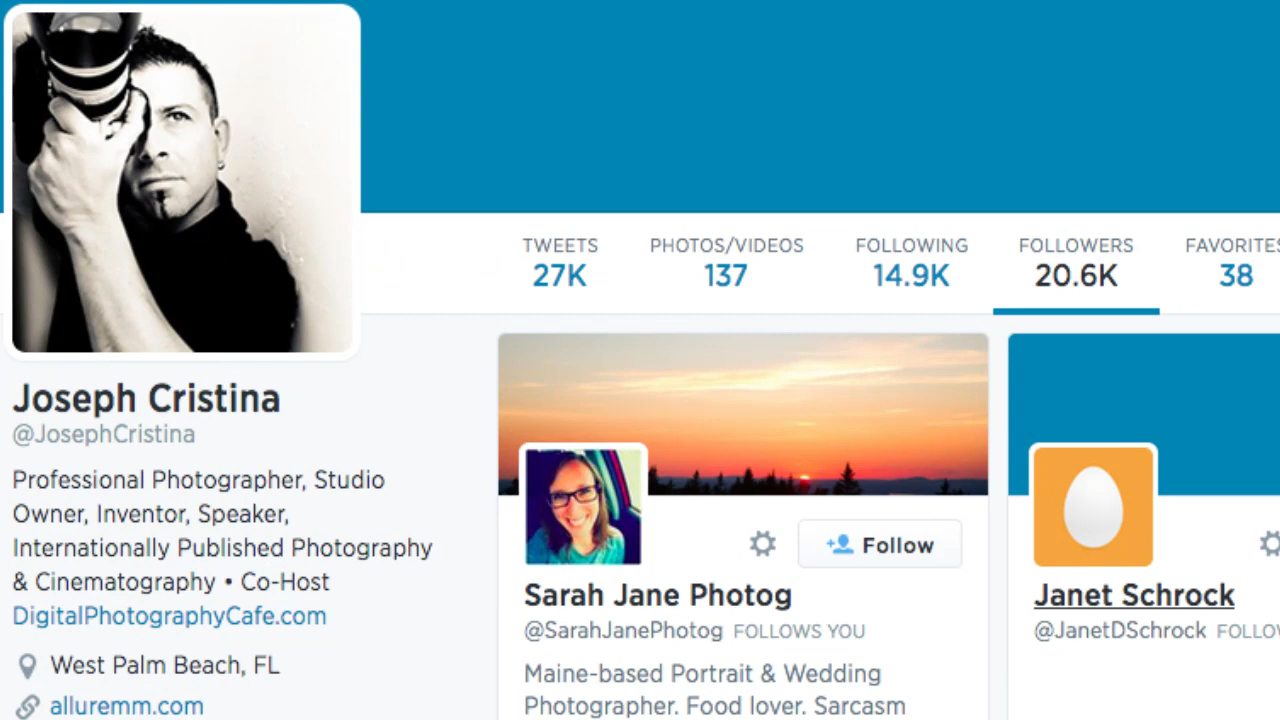 TWEETS PHOTOS/VIDEOS FOLLOWING FOLLOWERS FAVORITES
27K 137 14.9K 20.6K 38
Joseph Cristina
@JosephCristina
Professional Photographer, Studio
Owner, Inventor, Speaker,
Internationally Published Photography
& Cinematography • Co-Host
DigitalPhotographyCafe.com
West Palm Beach, FL
alluremm.com
Follow
Sarah Jane Photog
@SarahJanePhotog FOLLOWS YOU
Maine-based Portrait & Wedding
Photographer. Food lover. Sarcasm
Janet Schrock
@JanetDSchrock FOLLOW